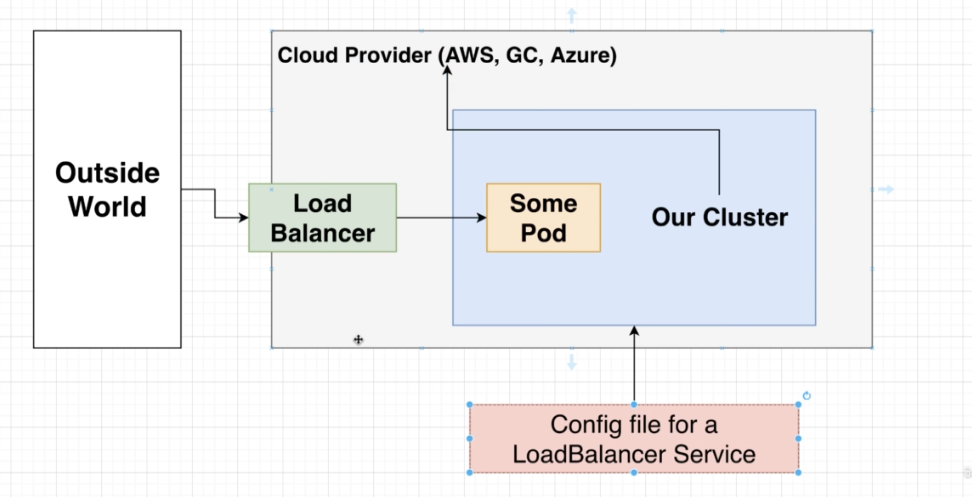 Cloud Provider (AWS, GC, Azure)
Outside
World
Load
Balancer
Some
Pod
Our Cluster
Config file for a
LoadBalancer Service